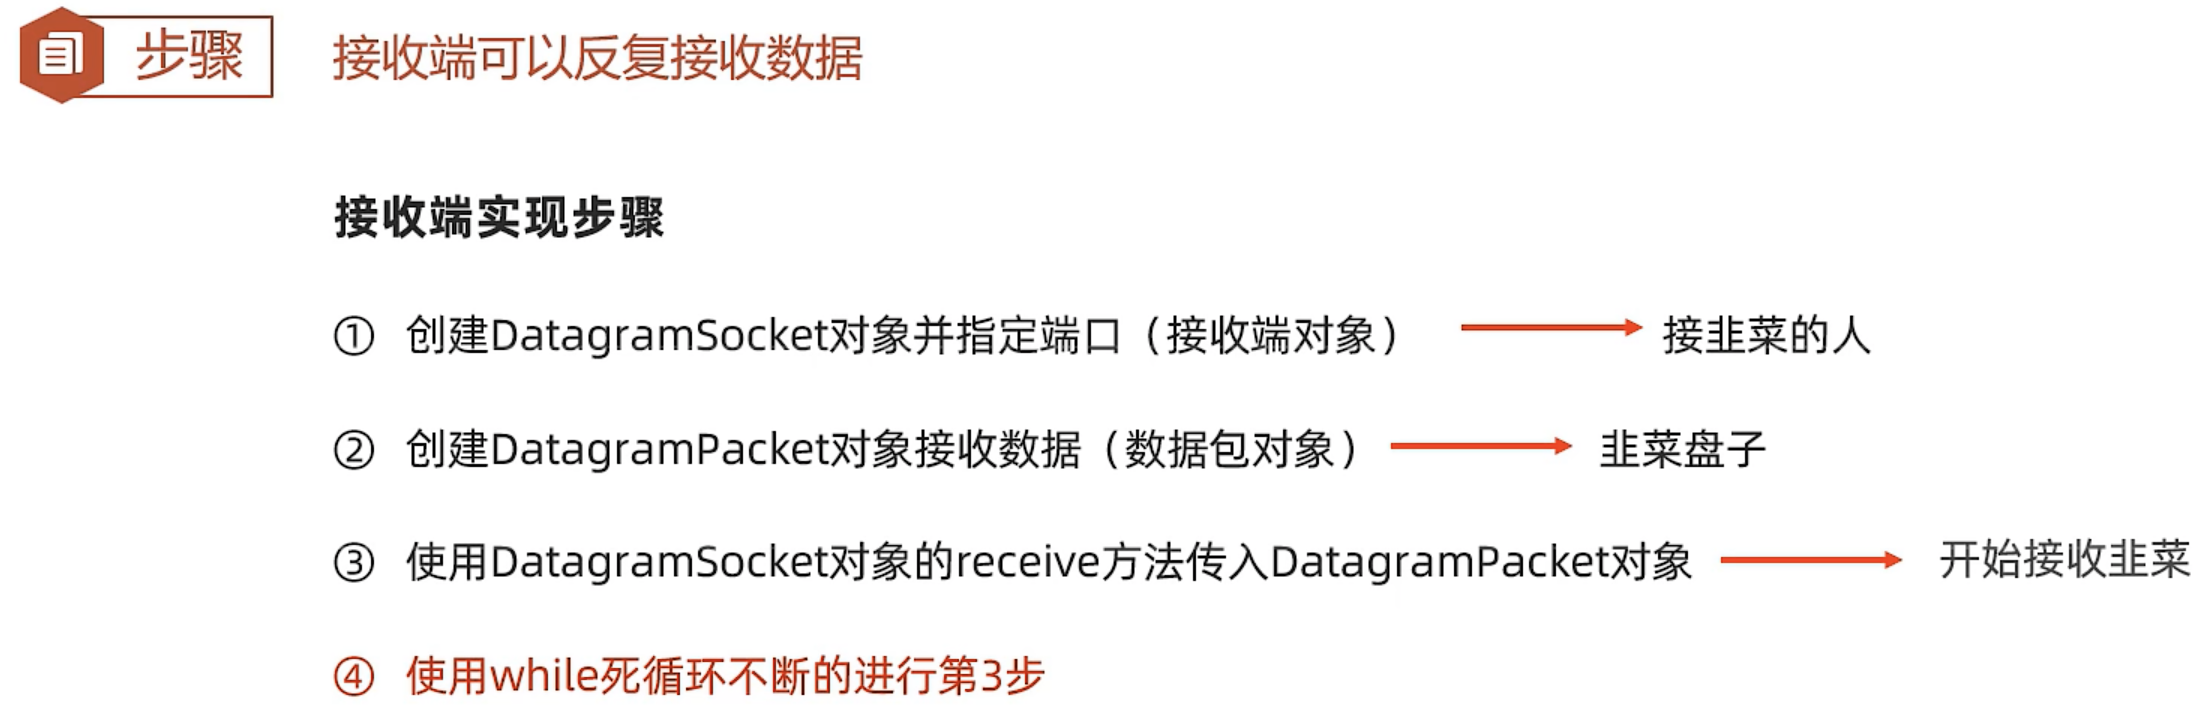 步骤 接收端可以反复接收数据
接收端实现步骤
① 创建DatagramSocket对象并指定端口（接收端对象） 接韭菜的人
② 创建DatagramPacket对象接收数据（数据包对象） 韭菜盘子
③ 使用DatagramSocket对象的receive方法传入DatagramPacket对象 开始接收韭菜
④ 使用while死循环不断的进行第3步